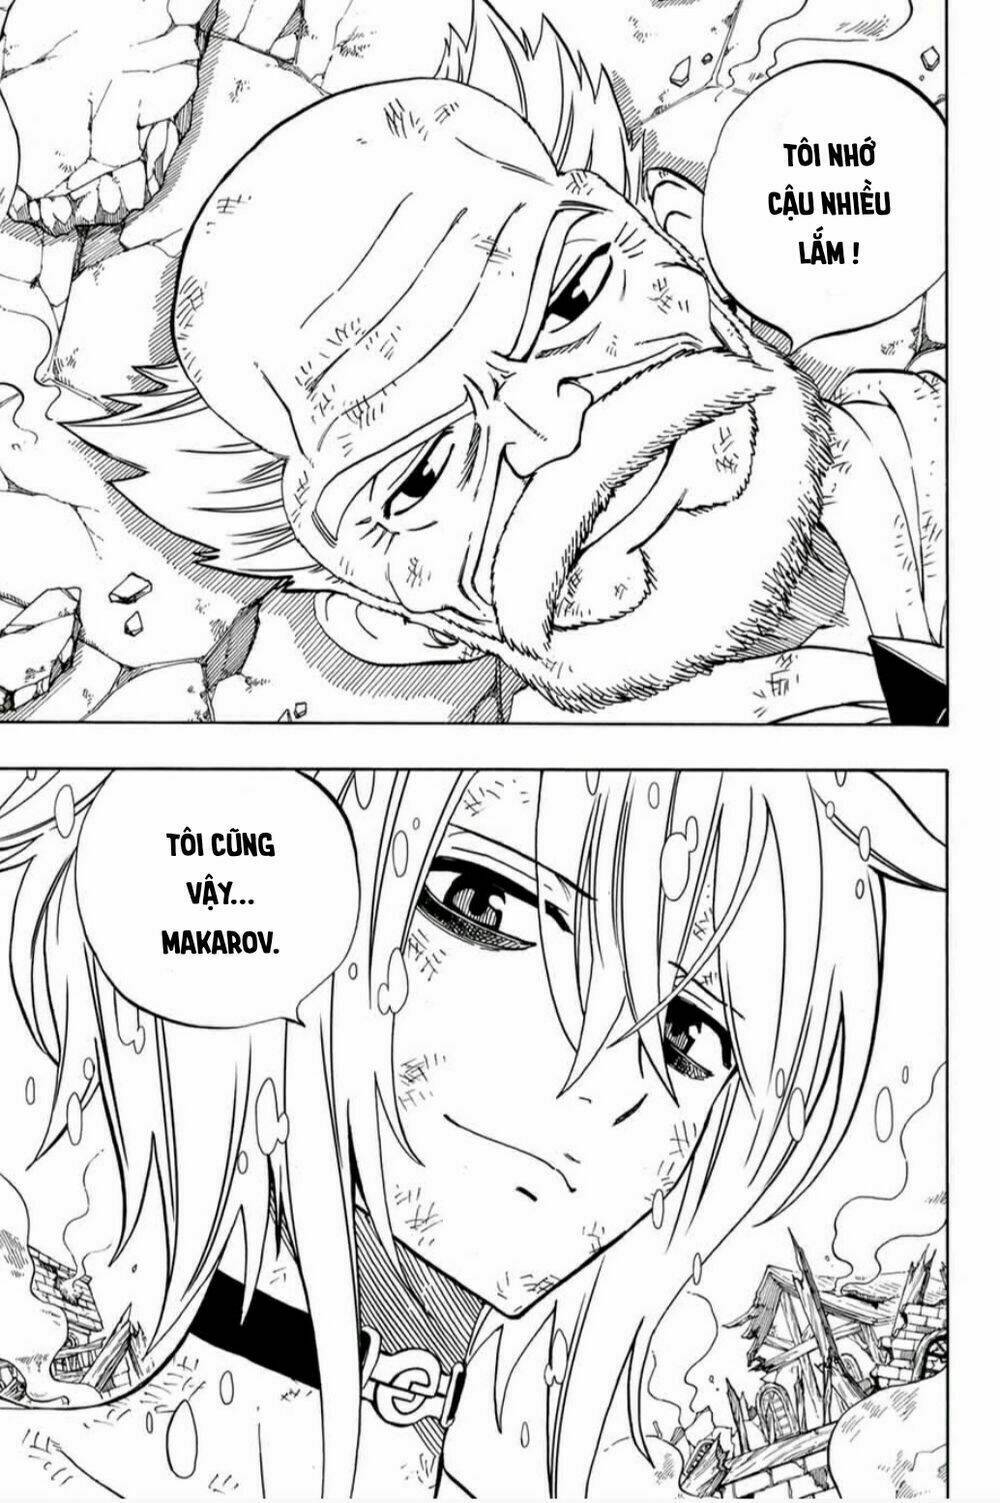 TÔI NHỚ
CẬU NHIỀU
LẮM !
TÔI CŨNG
VẬY...
MAKAROV.